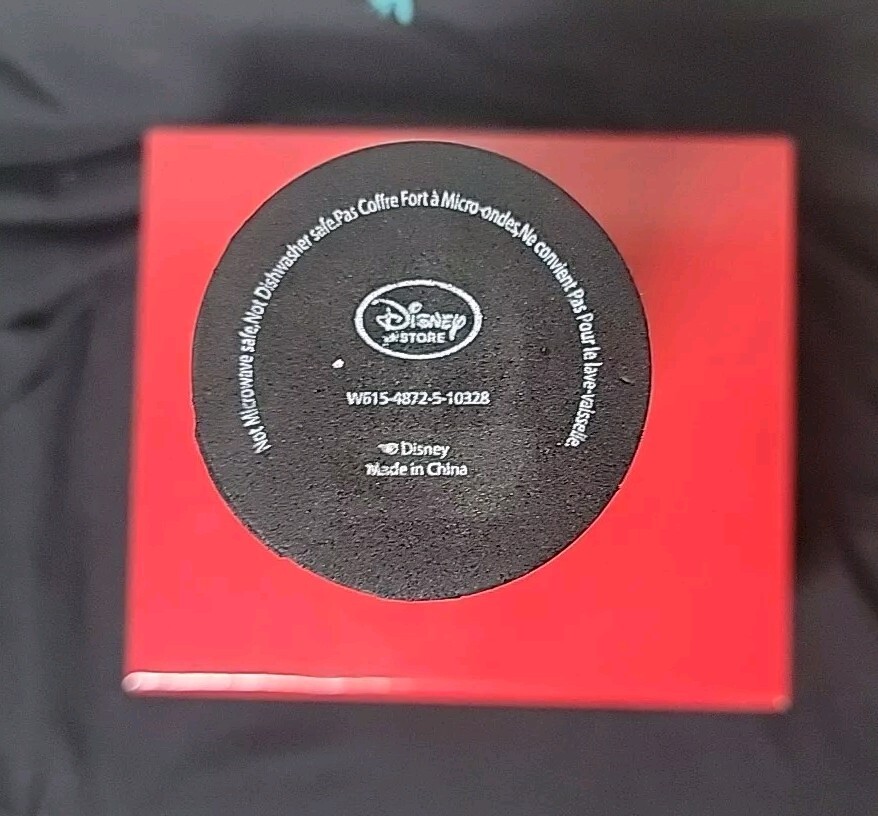 Not Microwave safe,Not Dishwasher safe.Pas Coffre Fort à Micro-ondes,Ne convient Pas Pour le lave-vaisselle.
Disney
STORE
W615-4872-5-10328
© Disney
Made in China